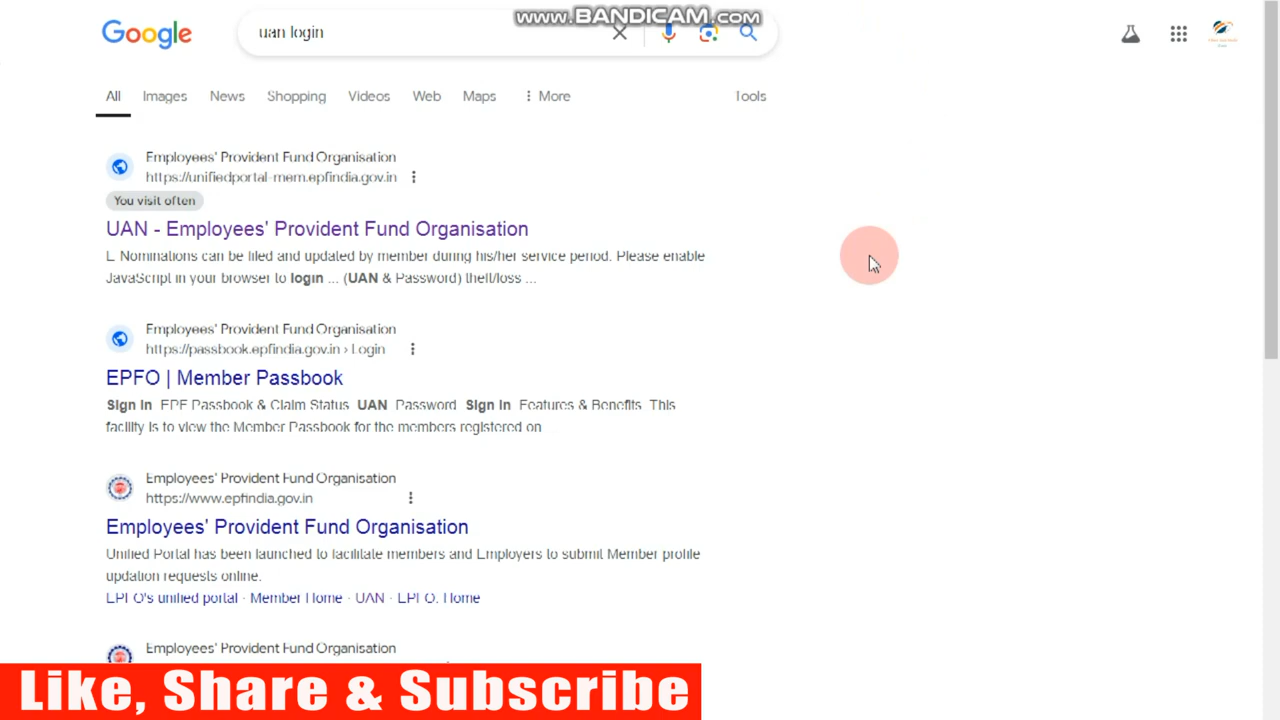 www.BANDICAM.com
Google
uan login
All Images News Shopping Videos Web Maps More Tools
Employees' Provident Fund Organisation
https://unifiedportal-mem.epfindia.gov.in
You visit often
UAN - Employees' Provident Fund Organisation
Nominations can be filed and updated by member during his/her service period. Please enable
JavaScript in your browser to login ... (UAN & Password) theft/loss ...
Employees' Provident Fund Organisation
https://passbook.epfindia.gov.in › Login
EPFO | Member Passbook
Sign In EPF Passbook & Claim Status UAN Password Sign In Features & Benefits This
facility is to view the Member Passbook for the members registered on
Employees' Provident Fund Organisation
https://www.epfindia.gov.in
Employees' Provident Fund Organisation
Unified Portal has been launched to facilitate members and Employers to submit Member profile
updation requests online.
EPFO's unified portal · Member Home · UAN · EPFO, Home
Employees' Provident Fund Organisation
Like, Share & Subscribe